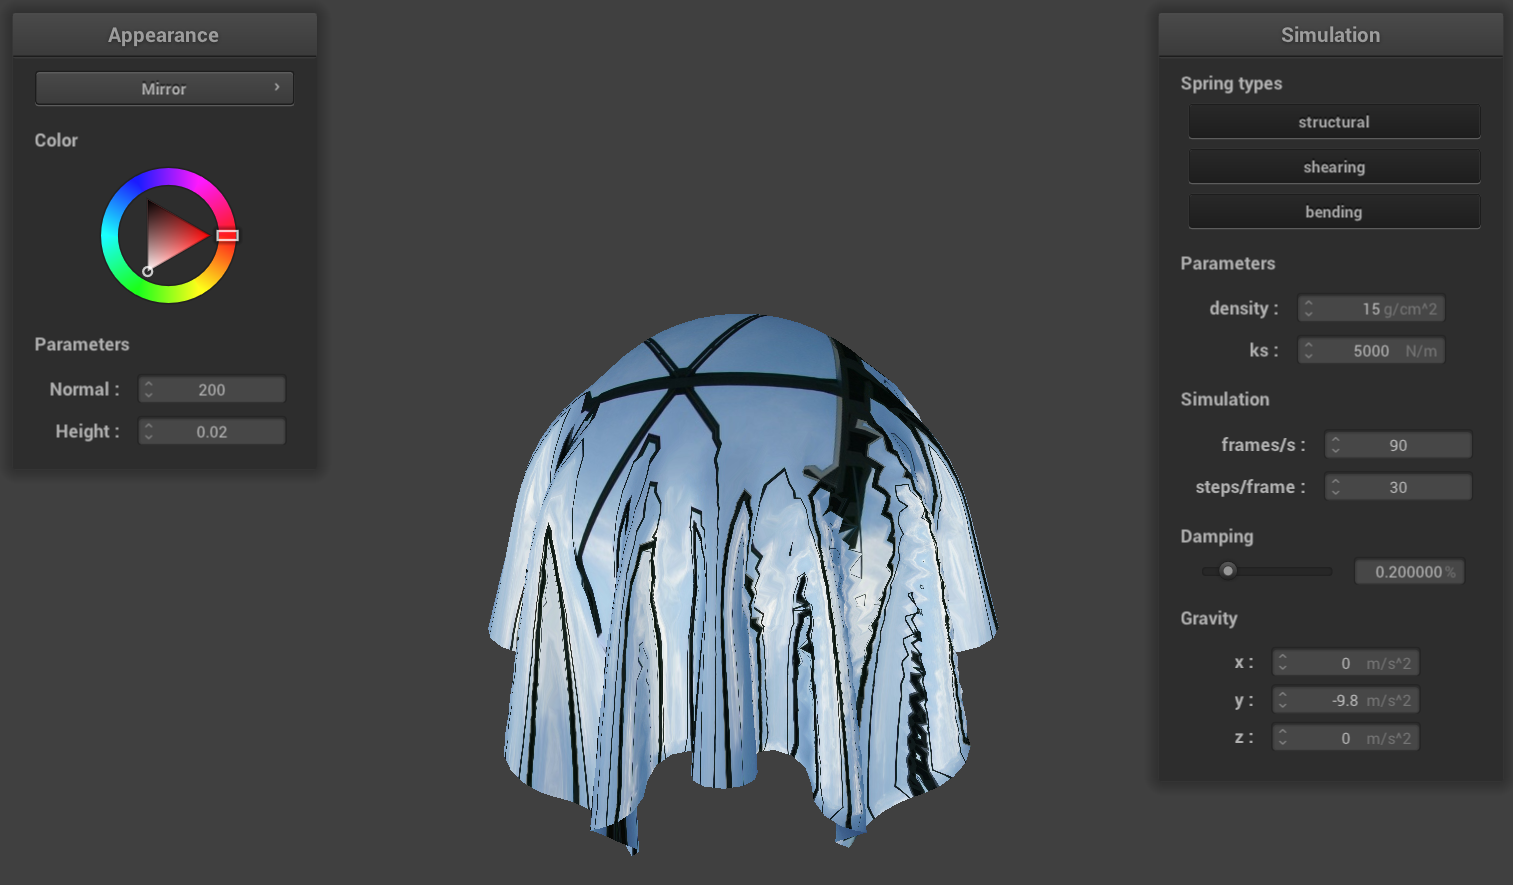 Appearance
Mirror
Color
Parameters
Normal : 200
Height : 0.02
Simulation
Spring types
structural
shearing
bending
Parameters
density : 15 g/cm^2
ks : 5000 N/m
Simulation
frames/s : 90
steps/frame : 30
Damping
0.200000 %
Gravity
x : 0 m/s^2
y : -9.8 m/s^2
z : 0 m/s^2